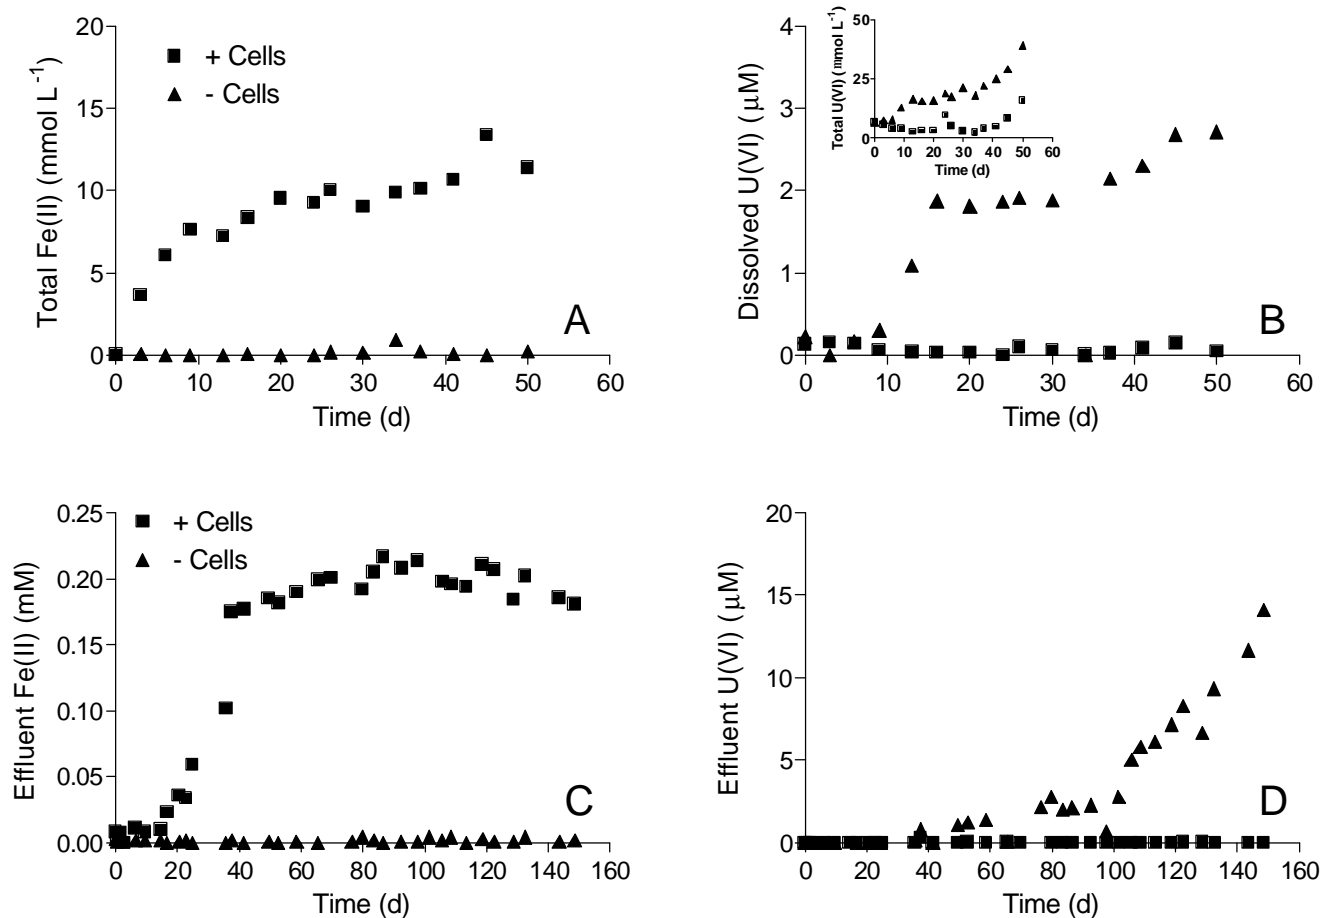 Total Fe(II) (mmol L⁻¹)
20
15
10
5
0
+ Cells
- Cells
A
0 10 20 30 40 50 60
Time (d)
Dissolved U(VI) (μM)
4
3
2
1
0
Total U(VI) (mmol L⁻¹)
50
25
0
0 10 20 30 40 50 60
Time (d)
B
0 10 20 30 40 50 60
Time (d)
Effluent Fe(II) (mM)
0.25
0.20
0.15
0.10
0.05
0.00
+ Cells
- Cells
C
0 20 40 60 80 100 120 140 160
Time (d)
Effluent U(VI) (μM)
20
15
10
5
0
D
0 20 40 60 80 100 120 140 160
Time (d)